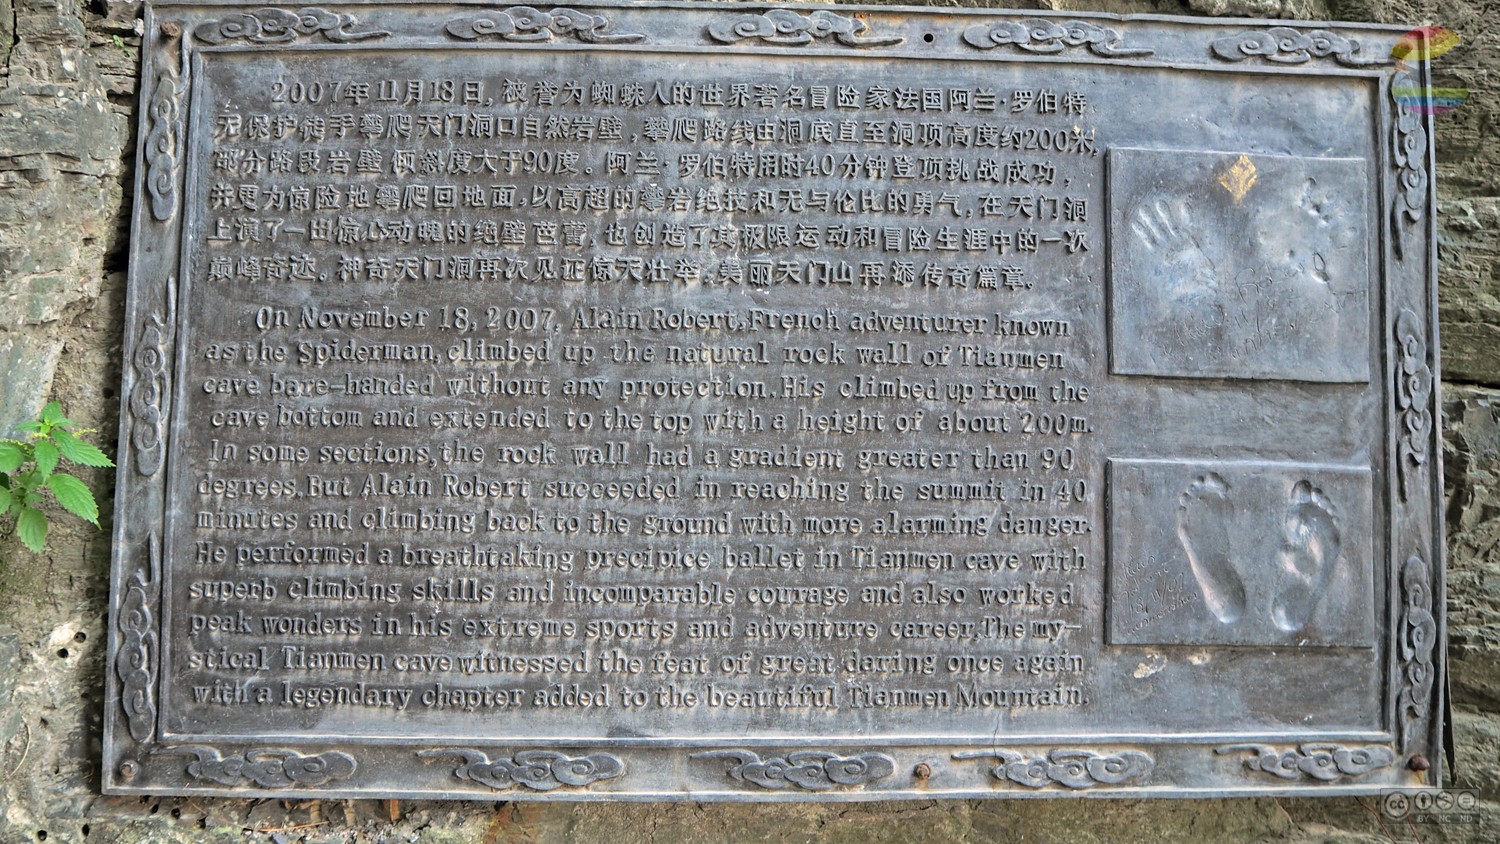 2007年11月18日,被誉为蜘蛛人的世界著名冒险家法国阿兰·罗伯特
无保护徒手攀爬天门洞口自然岩壁,攀爬路线由洞底直至洞顶高度约200米,
部分路段岩壁倾斜度大于90度。阿兰·罗伯特用时40分钟登顶挑战成功,
并更为惊险地攀爬回地面,以高超的攀岩绝技和无与伦比的勇气,在天门洞
上演了一出惊心动魄的绝壁芭蕾,也创造了其极限运动和冒险生涯中的一次
巅峰奇迹。神奇天门洞再次见证惊天壮举,美丽天门山再添传奇篇章。
On November 18, 2007, Alain Robert,French adventurer known
as the Spiderman,climbed up the natural rock wall of Tianmen
cave bare-handed without any protection.His climbed up from the
cave bottom and extended to the top with a height of about 200m.
In some sections,the rock wall had a gradient greater than 90
degrees.But Alain Robert succeeded in reaching the summit in 40
minutes and climbing back to the ground with more alarming danger.
He performed a breathtaking precipice ballet in Tianmen cave with
superb climbing skills and incomparable courage and also worked
peak wonders in his extreme sports and adventure career.The my-
stical Tianmen cave witnessed the feat of great daring once again
with a legendary chapter added to the beautiful Tianmen Mountain.
cc
BY NC ND